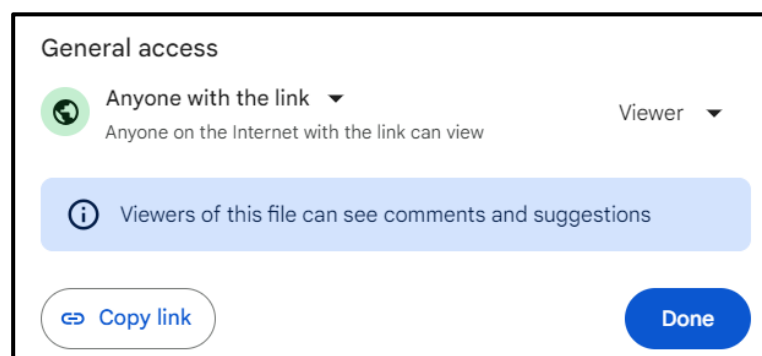 General access
Anyone with the link
Anyone on the Internet with the link can view
Viewer
Viewers of this file can see comments and suggestions
Copy link
Done